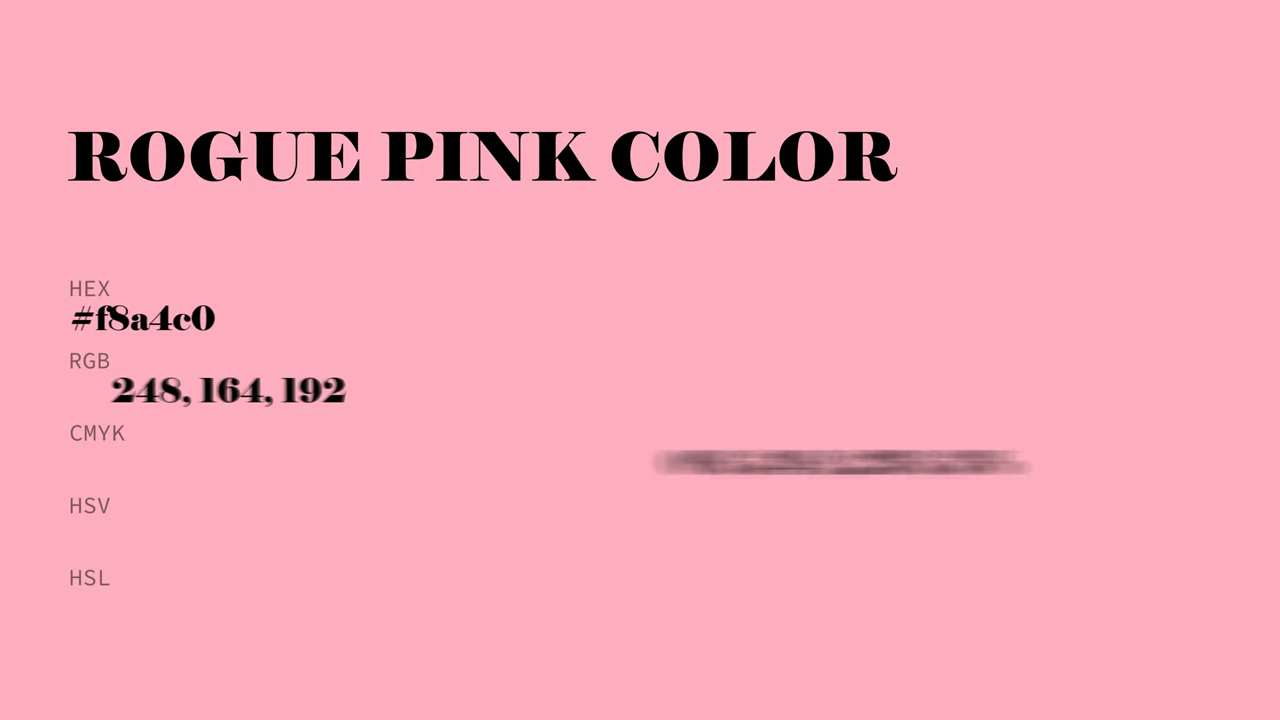 ROGUE PINK COLOR
HEX
#f8a4c0
RGB
248, 164, 192
CMYK
HSV
HSL